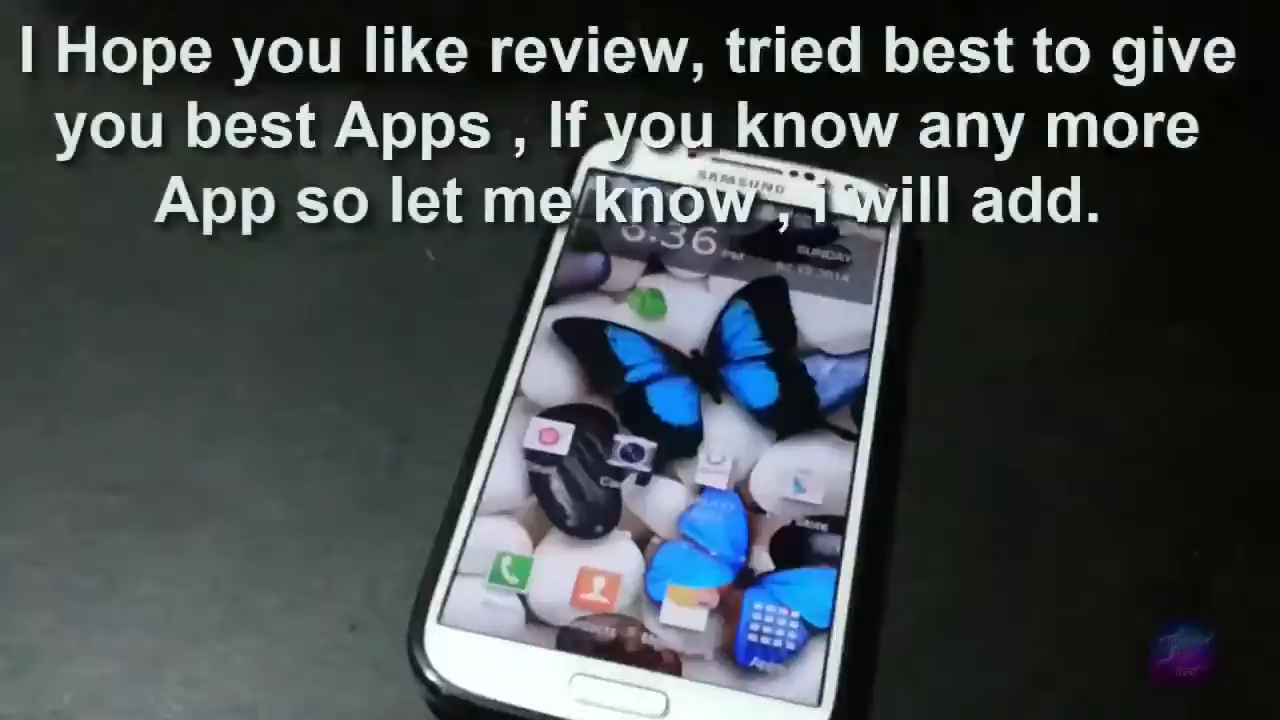 I Hope you like review, tried best to give
you best Apps , If you know any more
App so let me know , i will add.
SAMSUNG
6:36 PM
SUNDAY